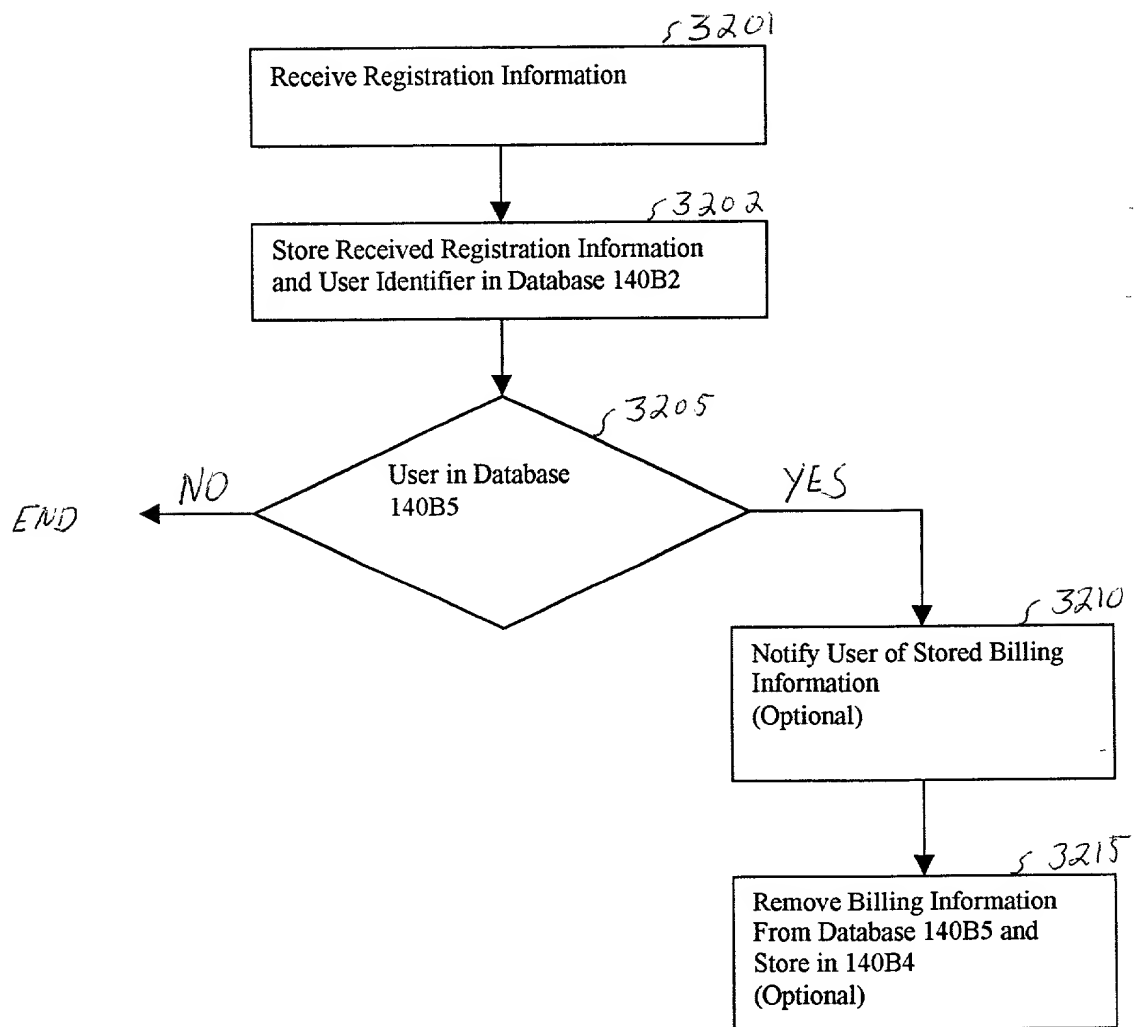 3201
Receive Registration Information
3202
Store Received Registration Information
and User Identifier in Database 140B2
3205
User in Database
140B5
NO
YES
END
3210
Notify User of Stored Billing
Information
(Optional)
3215
Remove Billing Information
From Database 140B5 and
Store in 140B4
(Optional)